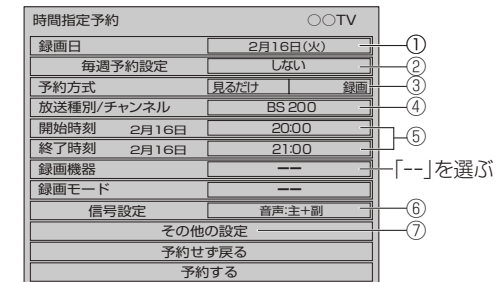 時間指定予約 ○○TV
録画日 2月16日(火) ①
毎週予約設定 しない ②
予約方式 見るだけ 録画 ③
放送種別/チャンネル BS 200 ④
開始時刻 2月16日 20:00 ⑤
終了時刻 2月16日 21:00
録画機器 -- 「--」を選ぶ
録画モード --
信号設定 音声:主+副 ⑥
その他の設定 ⑦
予約せず戻る
予約する